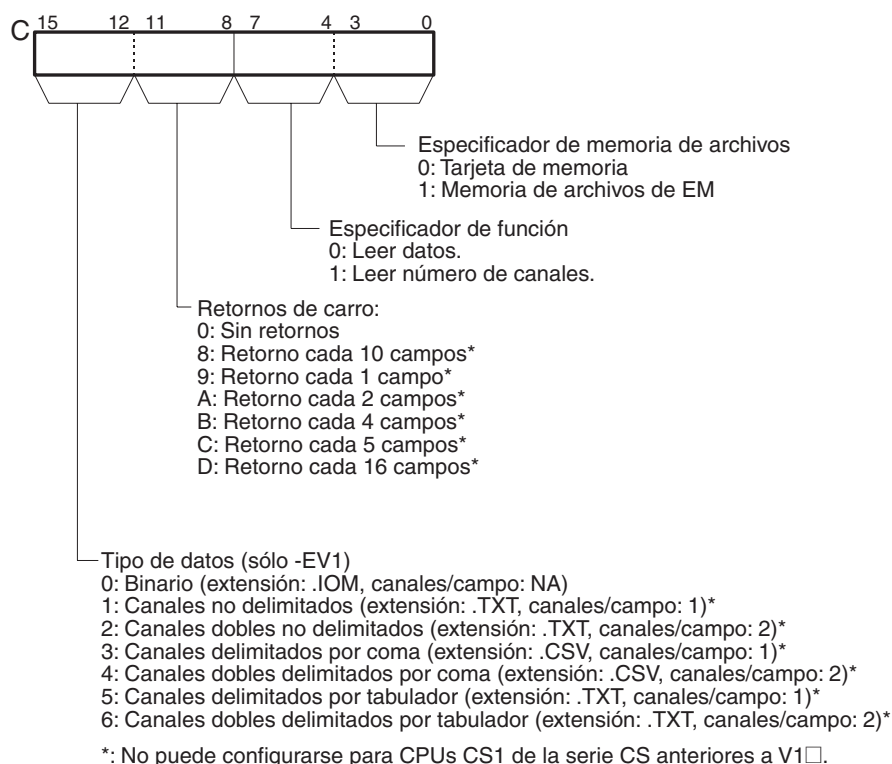 C 15 12 11 8 7 4 3 0
Especificador de memoria de archivos
0: Tarjeta de memoria
1: Memoria de archivos de EM
Especificador de función
0: Leer datos.
1: Leer número de canales.
Retornos de carro:
0: Sin retornos
8: Retorno cada 10 campos*
9: Retorno cada 1 campo*
A: Retorno cada 2 campos*
B: Retorno cada 4 campos*
C: Retorno cada 5 campos*
D: Retorno cada 16 campos*
Tipo de datos (sólo -EV1)
0: Binario (extensión: .IOM, canales/campo: NA)
1: Canales no delimitados (extensión: .TXT, canales/campo: 1)*
2: Canales dobles no delimitados (extensión: .TXT, canales/campo: 2)*
3: Canales delimitados por coma (extensión: .CSV, canales/campo: 1)*
4: Canales dobles delimitados por coma (extensión: .CSV, canales/campo: 2)*
5: Canales delimitados por tabulador (extensión: .TXT, canales/campo: 1)*
6: Canales dobles delimitados por tabulador (extensión: .TXT, canales/campo: 2)*
*: No puede configurarse para CPUs CS1 de la serie CS anteriores a V1□.